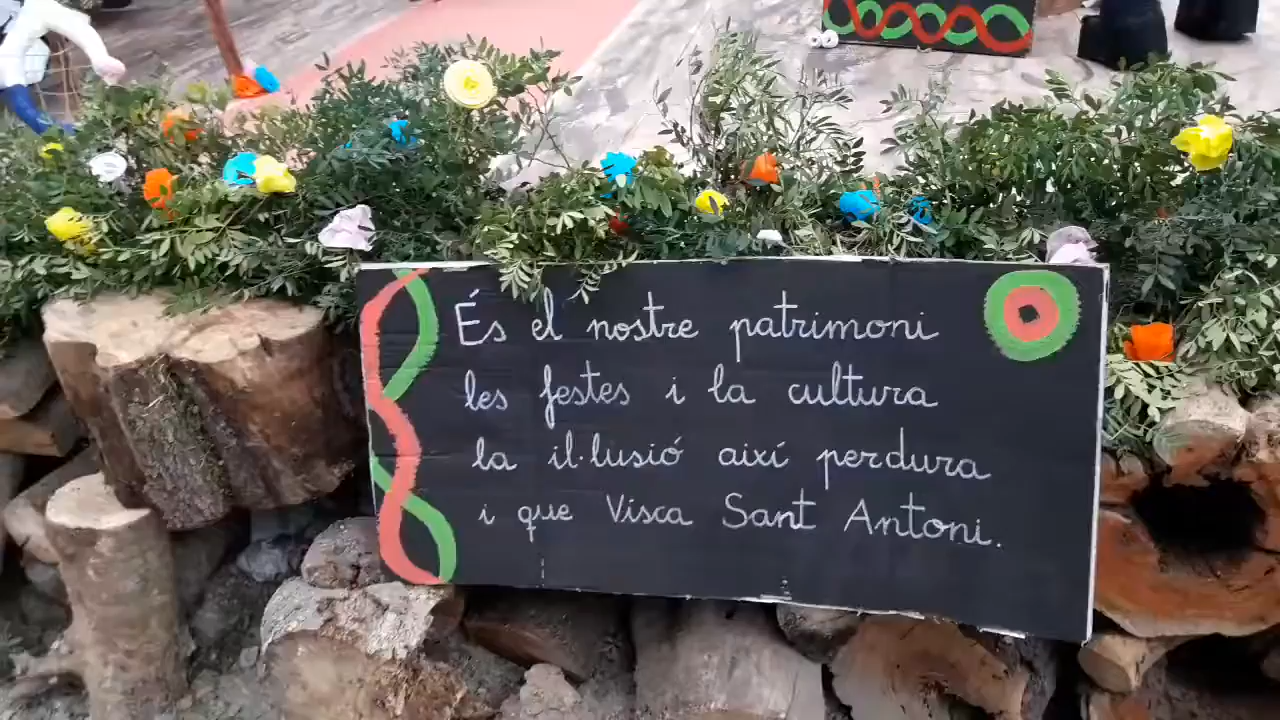 És el nostre patrimoni
les festes i la cultura
la il·lusió així perdura
i que Visca Sant Antoni.